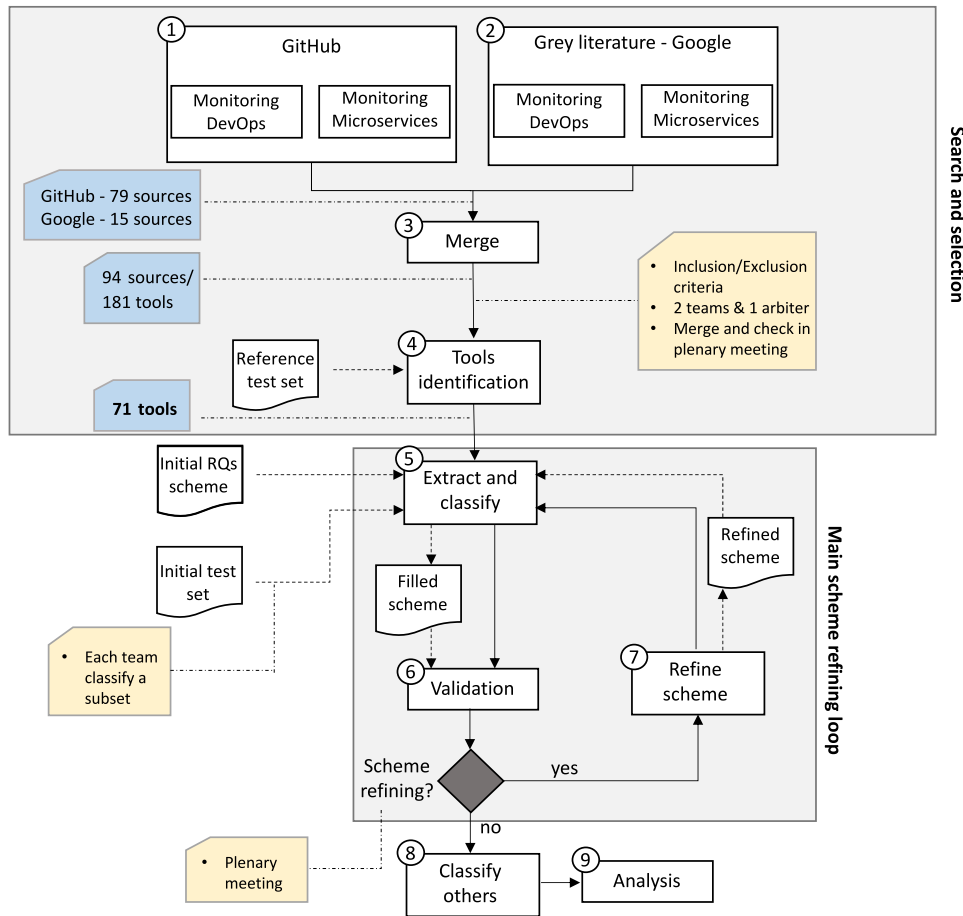 1
GitHub
Monitoring
DevOps
Monitoring
Microservices
2
Grey literature - Google
Monitoring
DevOps
Monitoring
Microservices
Search and selection
GitHub - 79 sources
Google - 15 sources
3
Merge
94 sources/
181 tools
• Inclusion/Exclusion
criteria
• 2 teams & 1 arbiter
• Merge and check in
plenary meeting
Reference
test set
4
Tools
identification
71 tools
Initial RQs
scheme
5
Extract and
classify
Initial test
set
Filled
scheme
Refined
scheme
Main scheme refining loop
• Each team
classify a
subset
6
Validation
7
Refine
scheme
Scheme
refining?
yes
no
• Plenary
meeting
8
Classify
others
9
Analysis